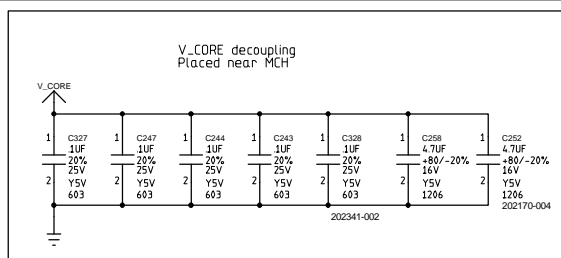 V_CORE decoupling
Placed near MCH
V_CORE
1
C327
.1UF
20%
25V
2
Y5V
603
1
C247
.1UF
20%
25V
2
Y5V
603
1
C244
.1UF
20%
25V
2
Y5V
603
1
C243
.1UF
20%
25V
2
Y5V
603
1
C328
.1UF
20%
25V
2
Y5V
603
202341-002
1
C258
4.7UF
+80/-20%
16V
2
Y5V
1206
1
C252
4.7UF
+80/-20%
16V
2
Y5V
1206
202170-004